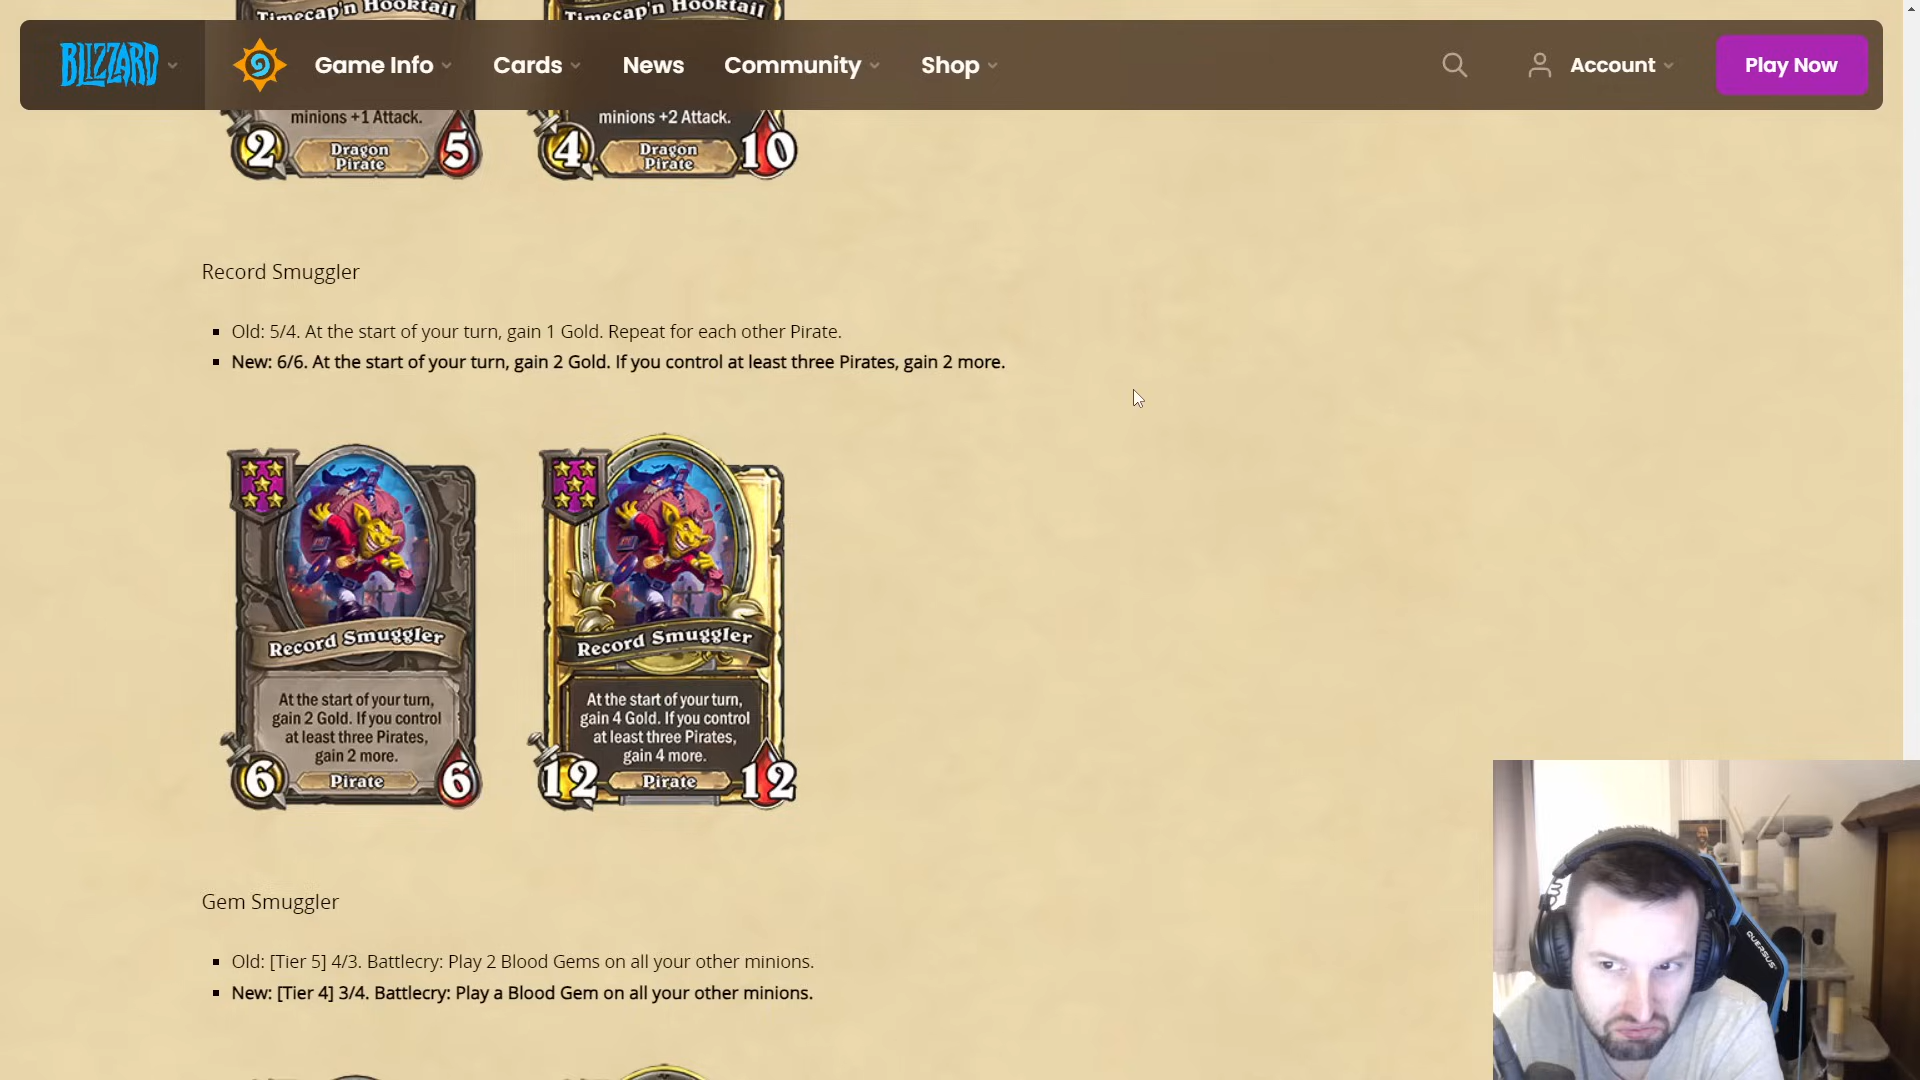 Timecap'n Hooktail
Timecap'n Hooktail
BLIZZARD
Game Info
Cards
News
Community
Shop
Account
Play Now
minions +1 Attack.
minions +2 Attack.
2
Dragon
Pirate
5
4
Dragon
Pirate
10
Record Smuggler
Old: 5/4. At the start of your turn, gain 1 Gold. Repeat for each other Pirate.
New: 6/6. At the start of your turn, gain 2 Gold. If you control at least three Pirates, gain 2 more.
Record Smuggler
At the start of your turn,
gain 2 Gold. If you control
at least three Pirates,
gain 2 more.
6
Pirate
6
Record Smuggler
At the start of your turn,
gain 4 Gold. If you control
at least three Pirates,
gain 4 more.
12
Pirate
12
Gem Smuggler
Old: [Tier 5] 4/3. Battlecry: Play 2 Blood Gems on all your other minions.
New: [Tier 4] 3/4. Battlecry: Play a Blood Gem on all your other minions.
QUERSUS